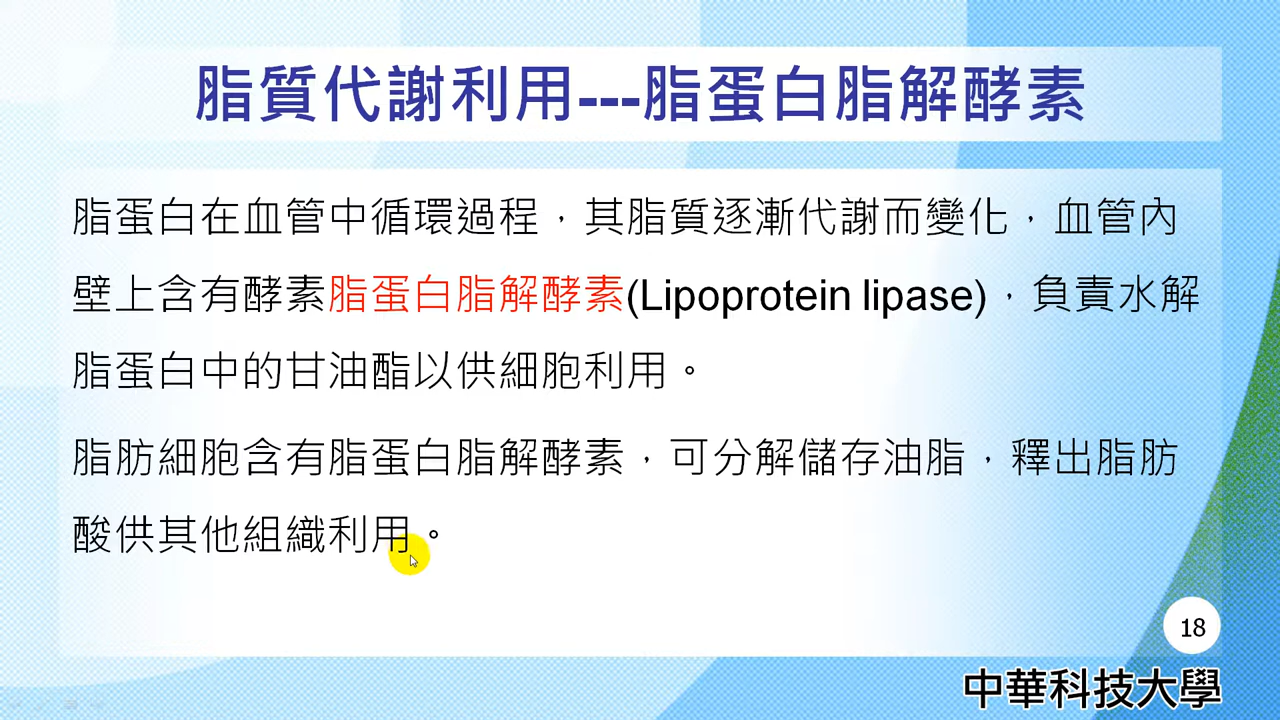 脂質代謝利用---脂蛋白脂解酵素
脂蛋白在血管中循環過程，其脂質逐漸代謝而變化，血管內
壁上含有酵素脂蛋白脂解酵素(Lipoprotein lipase)，負責水解
脂蛋白中的甘油酯以供細胞利用。
脂肪細胞含有脂蛋白脂解酵素，可分解儲存油脂，釋出脂肪
酸供其他組織利用。
18
中華科技大學